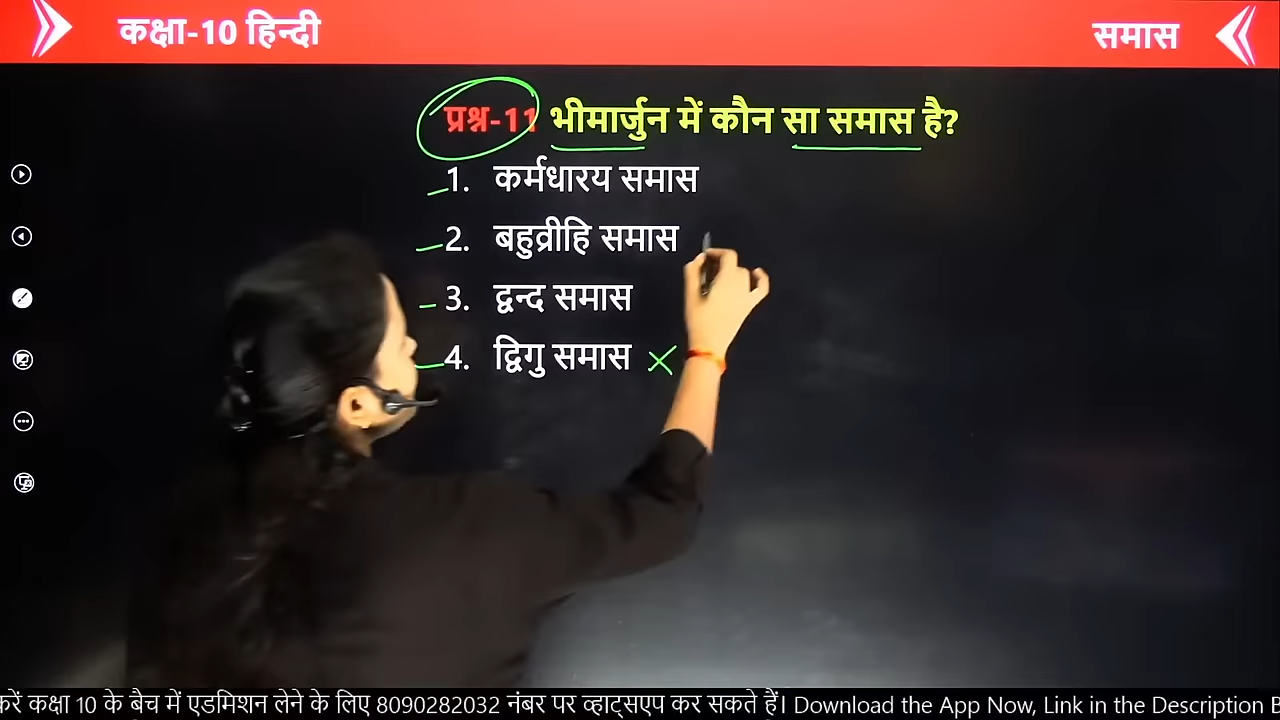 कक्षा-10 हिन्दी
समास
प्रश्न-11 भीमार्जुन में कौन सा समास है?
1. कर्मधारय समास
2. बहुव्रीहि समास
3. द्वन्द समास
4. द्विगु समास
करें कक्षा 10 के बैच में एडमिशन लेने के लिए 8090282032 नंबर पर व्हाट्सएप कर सकते हैं। Download the App Now, Link in the Description B